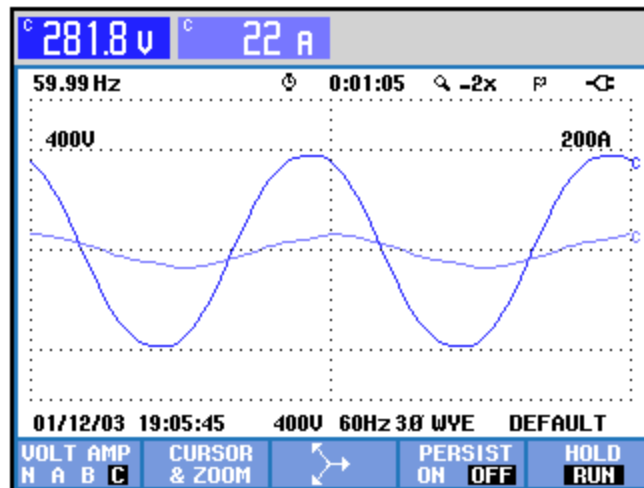 C 281.8 V C 22 A
59.99 Hz 0:01:05 -2x
400V 200A
C
C
01/12/03 19:05:45 400V 60Hz 3Ø WYE DEFAULT
VOLT AMP CURSOR PERSIST HOLD
N A B C & ZOOM ON OFF RUN